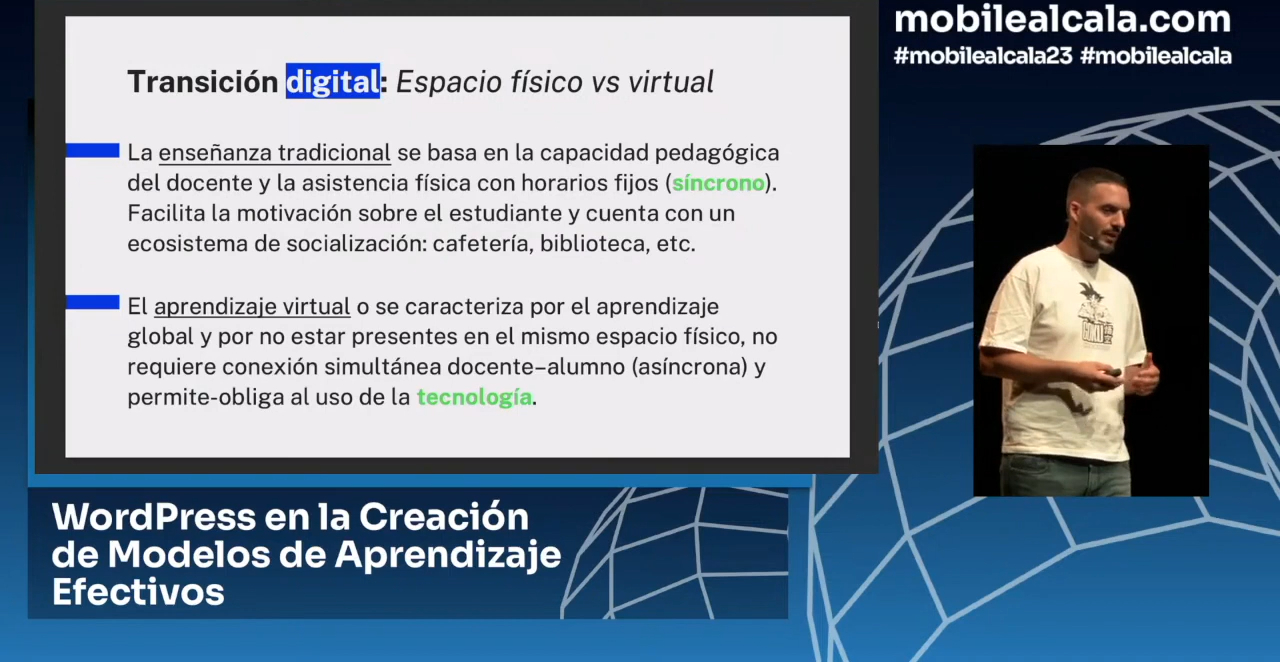 mobilealcala.com
#mobilealcala23 #mobilealcala
Transición digital: Espacio físico vs virtual
La enseñanza tradicional se basa en la capacidad pedagógica
del docente y la asistencia física con horarios fijos (síncrono).
Facilita la motivación sobre el estudiante y cuenta con un
ecosistema de socialización: cafetería, biblioteca, etc.
El aprendizaje virtual o se caracteriza por el aprendizaje
global y por no estar presentes en el mismo espacio físico, no
requiere conexión simultánea docente–alumno (asíncrona) y
permite-obliga al uso de la tecnología.
GOKU
WordPress en la Creación
de Modelos de Aprendizaje
Efectivos